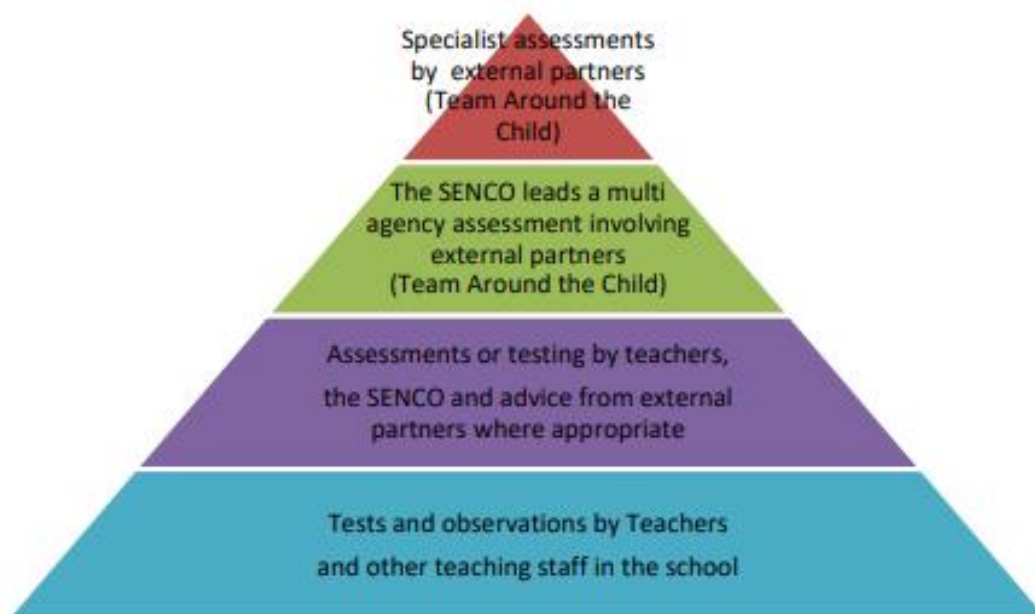 Specialist assessments
by external partners
(Team Around the
Child)
The SENCO leads a multi
agency assessment involving
external partners
(Team Around the Child)
Assessments or testing by teachers,
the SENCO and advice from external
partners where appropriate
Tests and observations by Teachers
and other teaching staff in the school